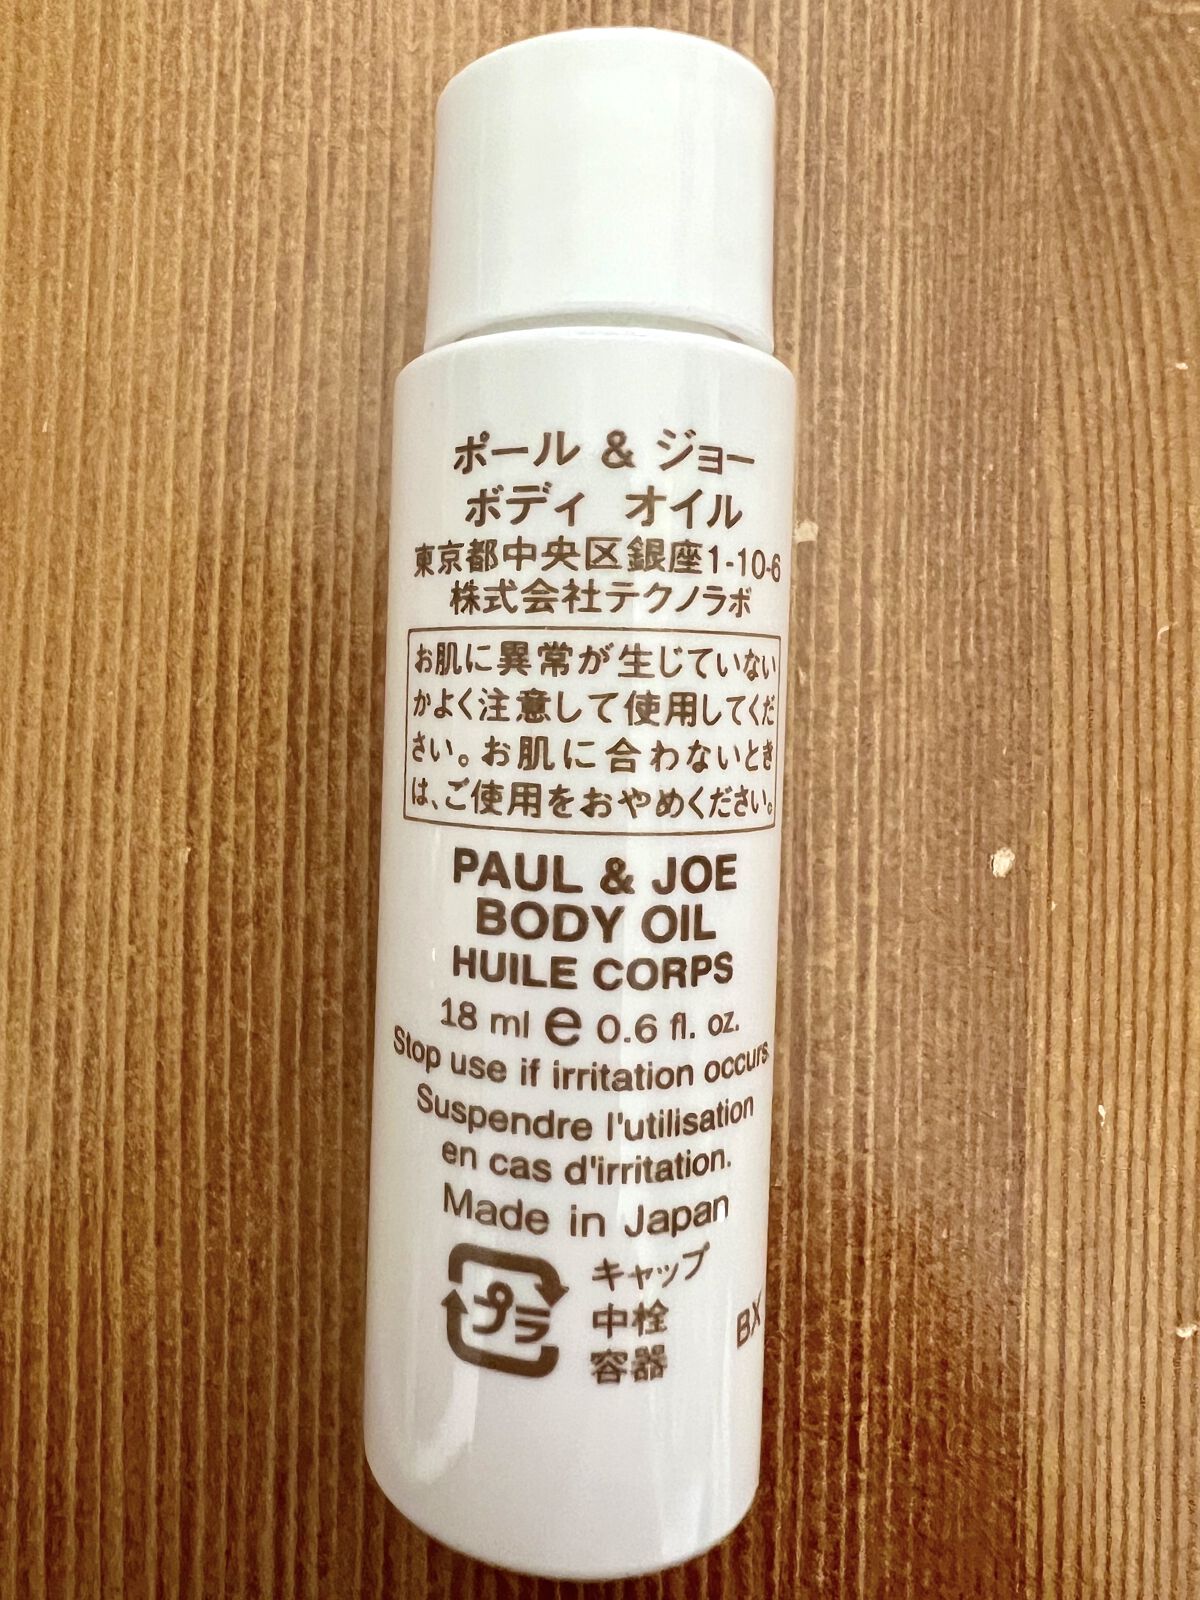 ポール & ジョー
ボディ オイル
東京都中央区銀座1-10-6
株式会社テクノラボ
お肌に異常が生じていない
かよく注意して使用してくだ
さい。お肌に合わないとき
は、ご使用をおやめください。
PAUL & JOE
BODY OIL
HUILE CORPS
18 ml e 0.6 fl. oz.
Stop use if irritation occurs.
Suspendre l'utilisation
en cas d'irritation.
Made in Japan
プラ
キャップ
中栓
容器
BX